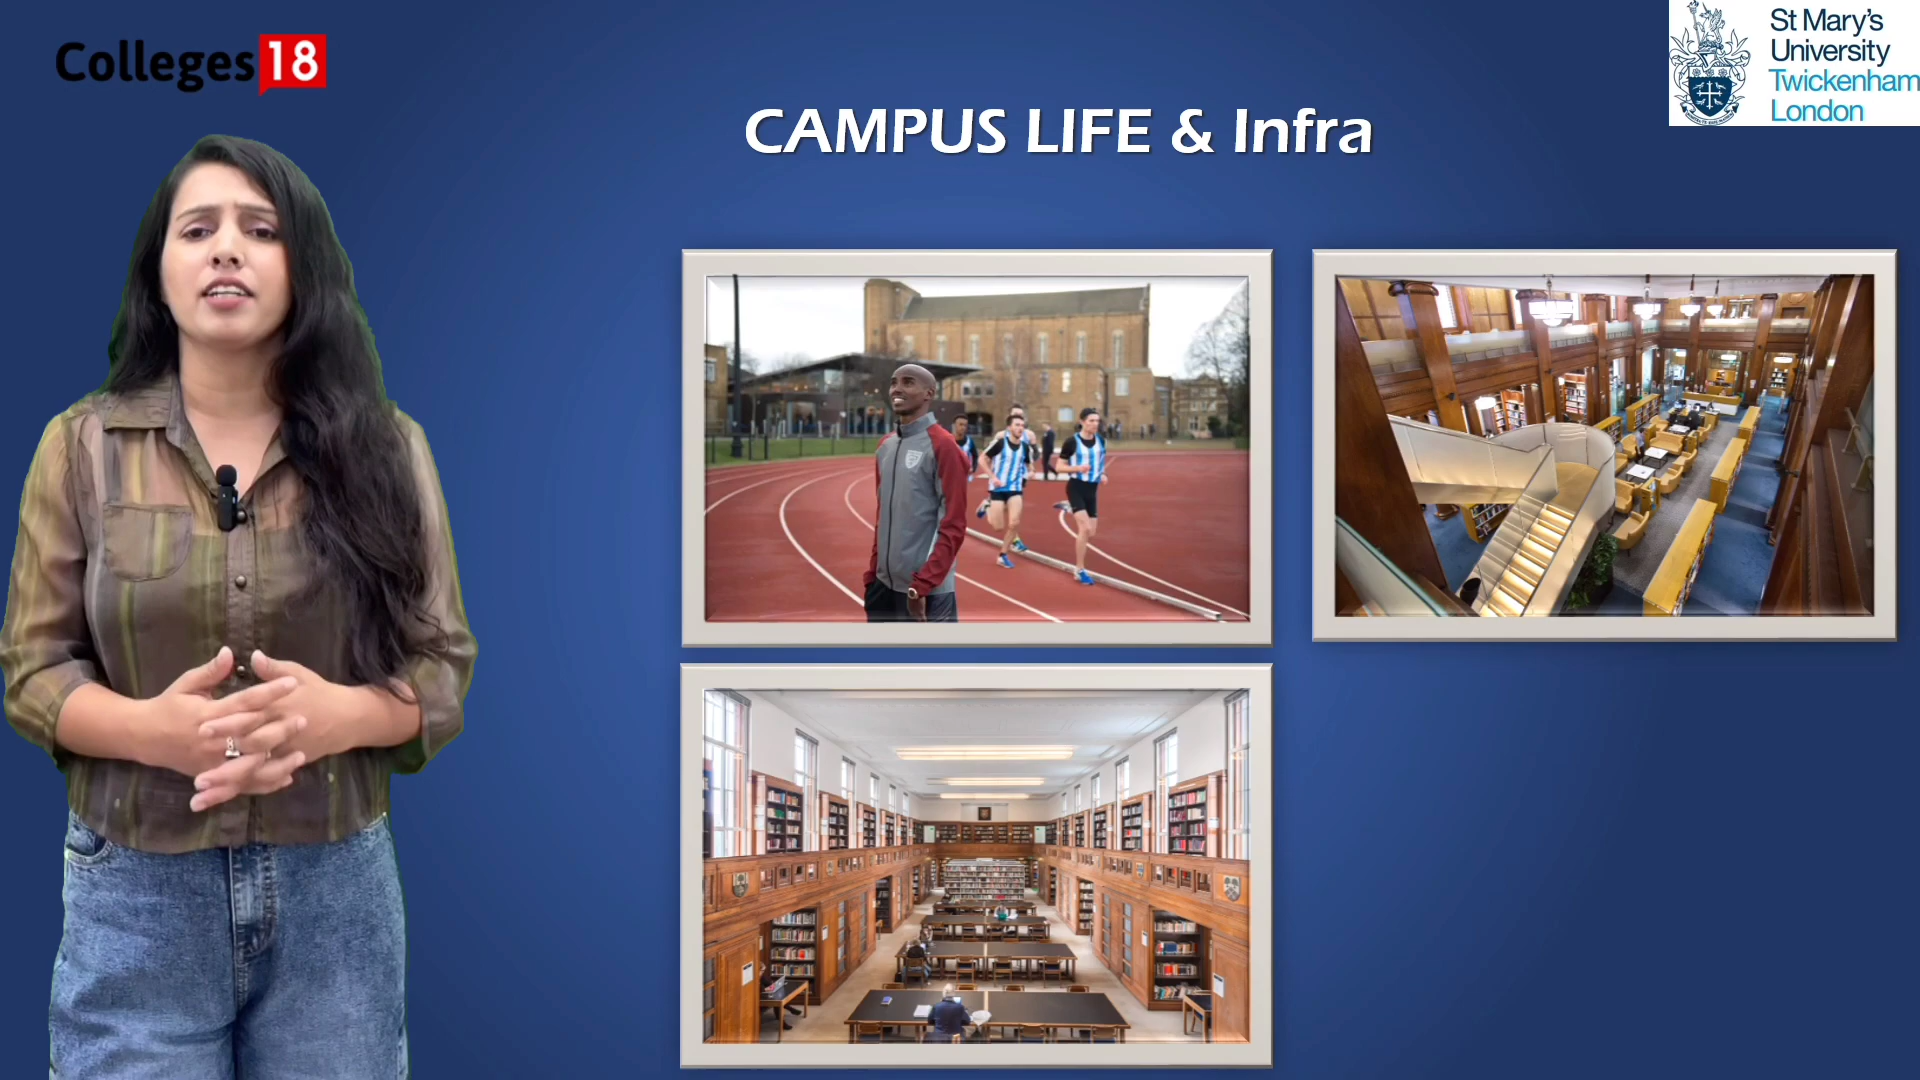 Colleges18
St Mary's
University
Twickenham
London
CAMPUS LIFE & Infra